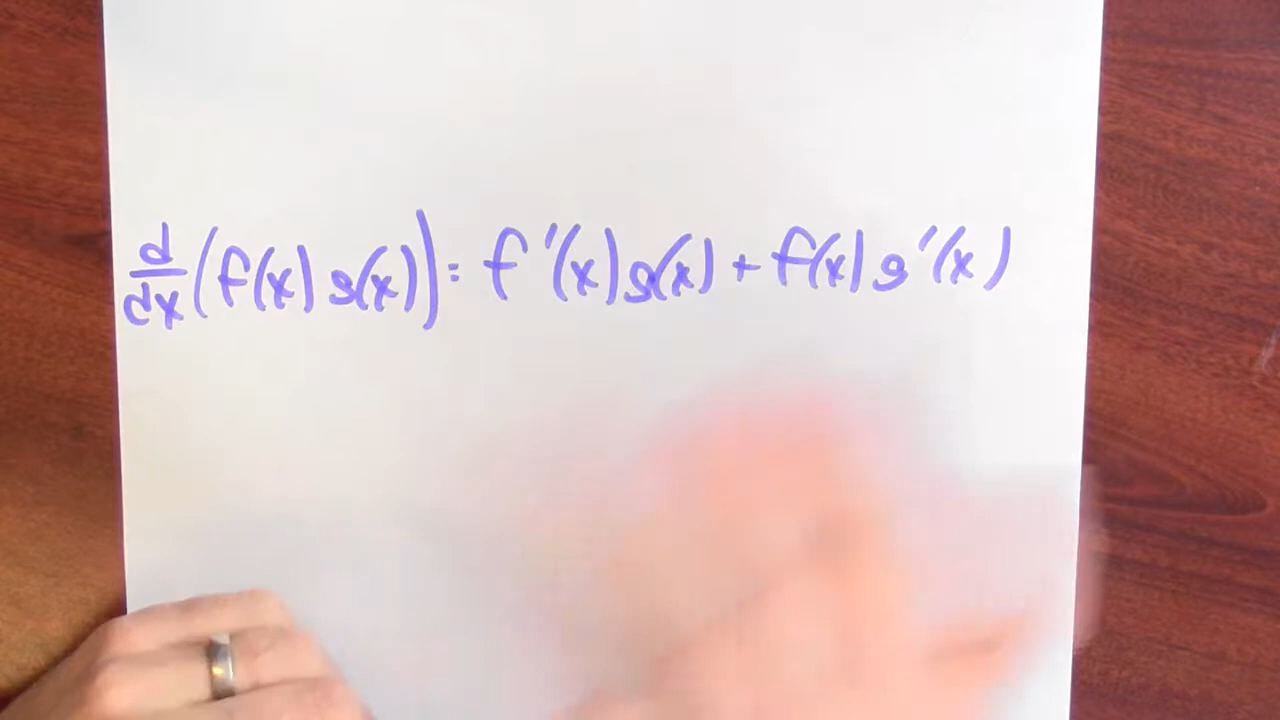 d/dx (f(x) g(x)) = f'(x) g(x) + f(x) g'(x)